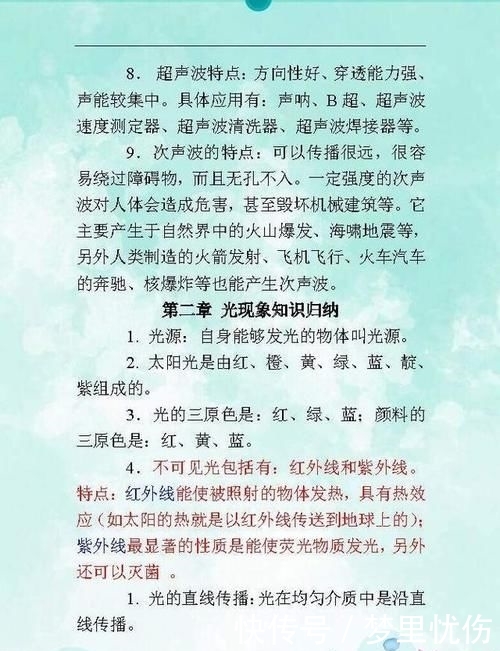 8. 超声波特点：方向性好、穿透能力强、
声能较集中。具体应用有：声呐、B 超、超声波
速度测定器、超声波清洗器、超声波焊接器等。
9. 次声波的特点：可以传播很远，很容
易绕过障碍物，而且无孔不入。一定强度的次声
波对人体会造成危害，甚至毁坏机械建筑等。它
主要产生于自然界中的火山爆发、海啸地震等，
另外人类制造的火箭发射、飞机飞行、火车汽车
的奔驰、核爆炸等也能产生次声波。
第二章 光现象知识归纳
1. 光源：自身能够发光的物体叫光源。
2. 太阳光是由红、橙、黄、绿、蓝、靛、
紫组成的。
3. 光的三原色是：红、绿、蓝；颜料的
三原色是：红、黄、蓝。
4. 不可见光包括有：红外线和紫外线。
特点：红外线能使被照射的物体发热，具有热效
应（如太阳的热就是以红外线传送到地球上的）；
紫外线最显著的性质是能使荧光物质发光，另外
还可以灭菌 。
1. 光的直线传播：光在均匀介质中是沿直
线传播。
快传号 / 梦里忧伤